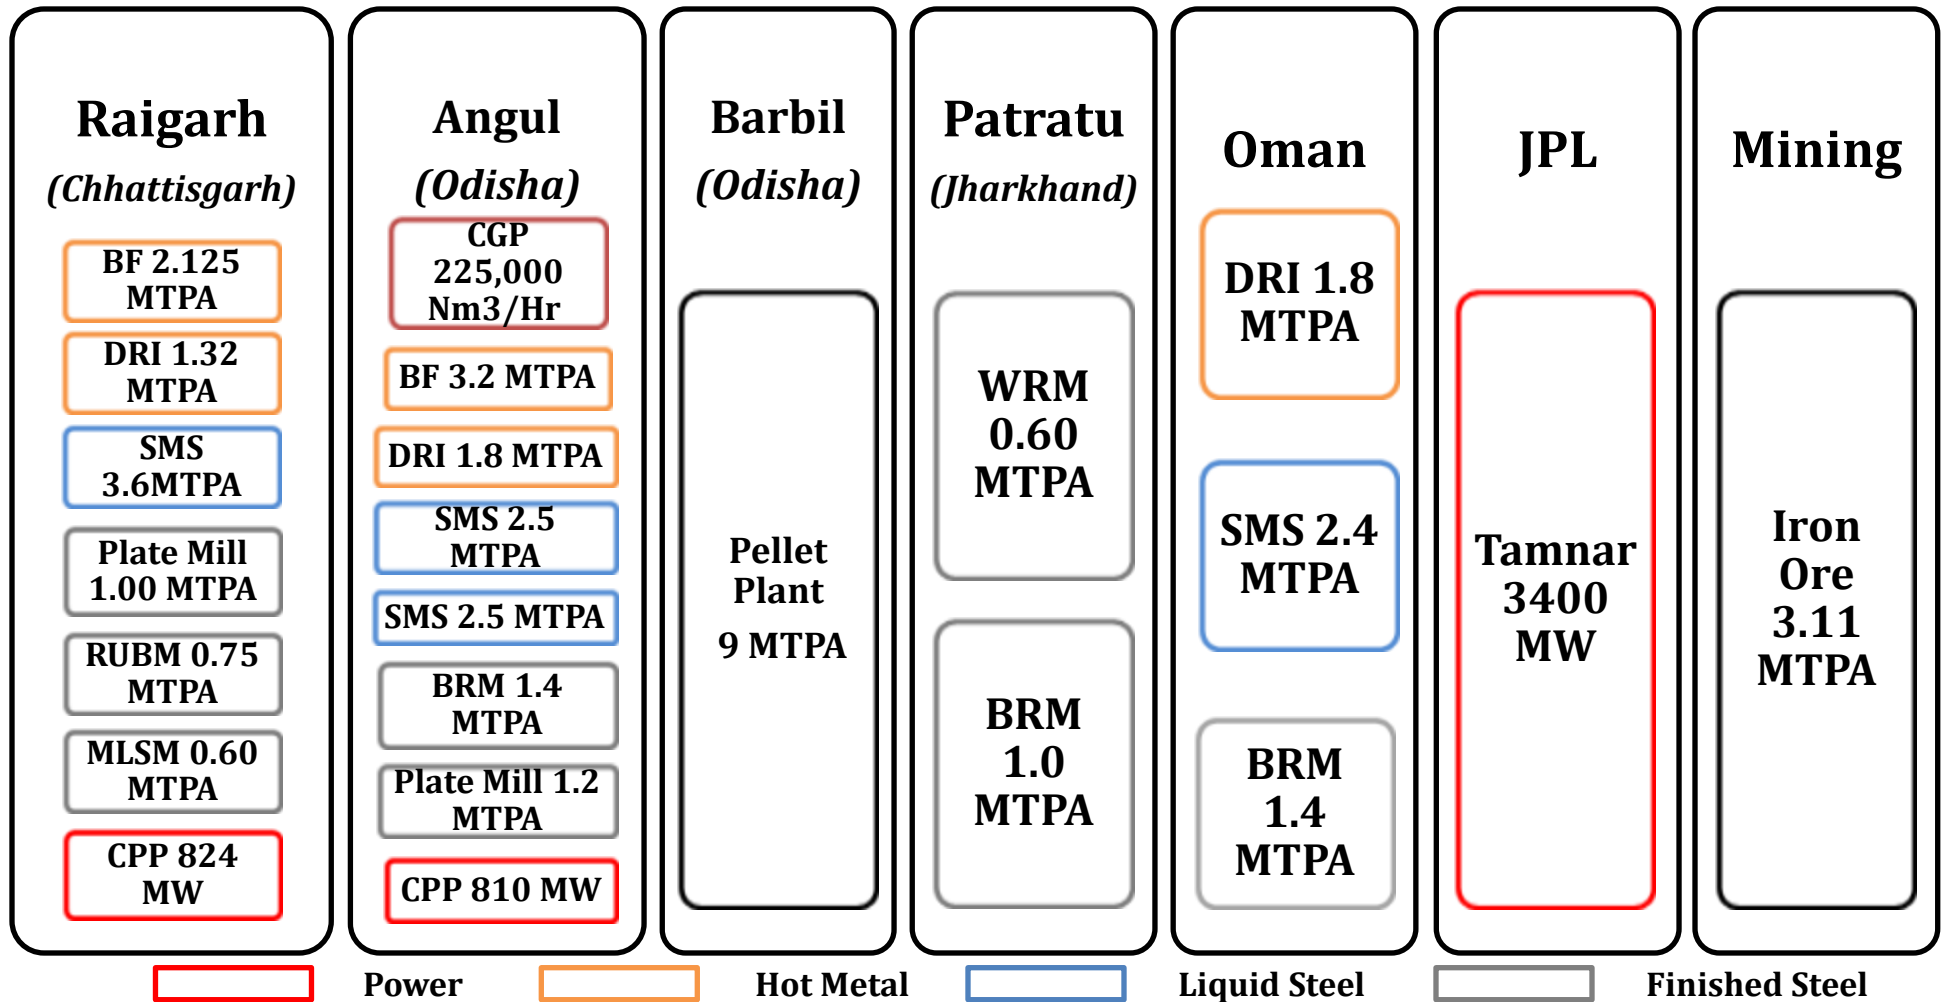 Raigarh
(Chhattisgarh)
BF 2.125
MTPA
DRI 1.32
MTPA
SMS
3.6MTPA
Plate Mill
1.00 MTPA
RUBM 0.75
MTPA
MLSM 0.60
MTPA
CPP 824
MW
Angul
(Odisha)
CGP
225,000
Nm3/Hr
BF 3.2 MTPA
DRI 1.8 MTPA
SMS 2.5
MTPA
SMS 2.5 MTPA
BRM 1.4
MTPA
Plate Mill 1.2
MTPA
CPP 810 MW
Barbil
(Odisha)
Pellet
Plant
9 MTPA
Patratu
(Jharkhand)
WRM
0.60
MTPA
BRM
1.0
MTPA
Oman
DRI 1.8
MTPA
SMS 2.4
MTPA
BRM
1.4
MTPA
JPL
Tamnar
3400
MW
Mining
Iron
Ore
3.11
MTPA
Power
Hot Metal
Liquid Steel
Finished Steel